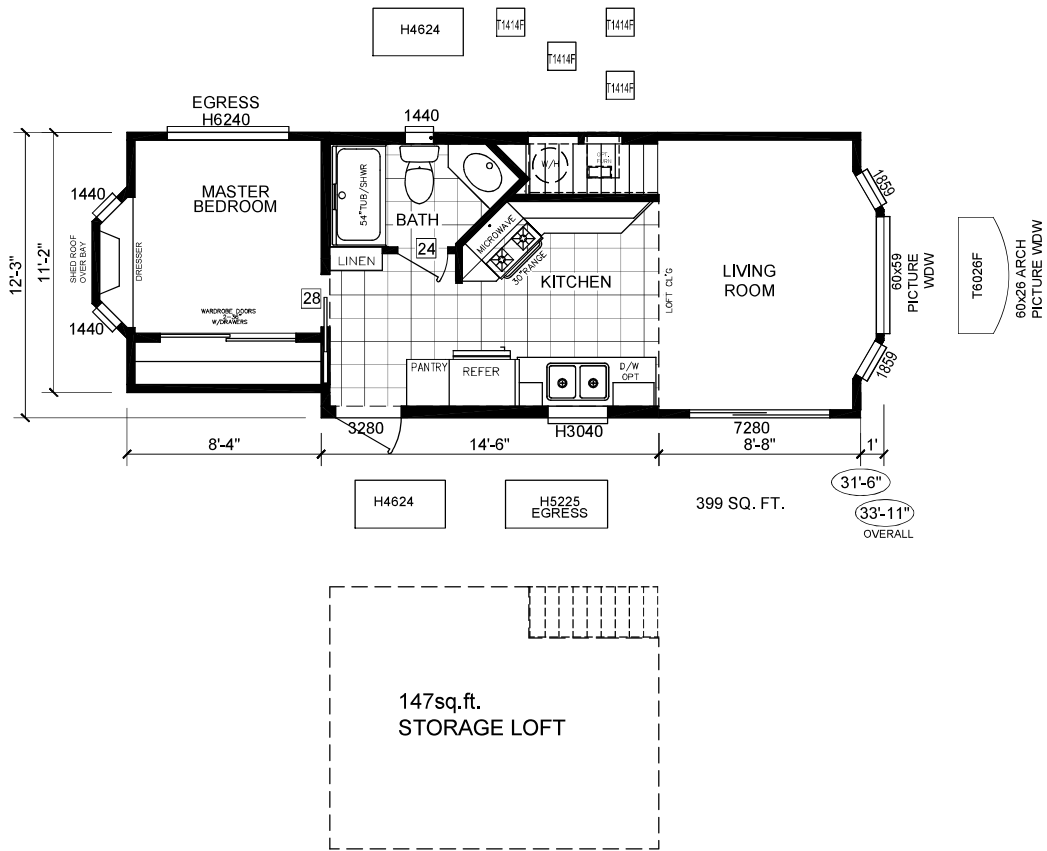 H4624
T1414F
T1414F
T1414F
T1414F
EGRESS
H6240
1440
12'-3"
11'-2"
1440
1440
SHED ROOF
OVER BAY
DRESSER
MASTER
BEDROOM
WARDROBE DOORS
2-36"
W/DRAWERS
28
54" TUB/SHWR
BATH
24
LINEN
W/H
OPT.
FURN
MICROWAVE
30" RANGE
KITCHEN
LOFT CL'G
LIVING
ROOM
1859
60x59
PICTURE
WDW
1859
T6026F
60x26 ARCH
PICTURE WDW
PANTRY
REFER
D/W
OPT
3280
H3040
7280
8'-4"
14'-6"
8'-8"
1'
31'-6"
33'-11"
OVERALL
H4624
H5225
EGRESS
399 SQ. FT.
147sq.ft.
STORAGE LOFT